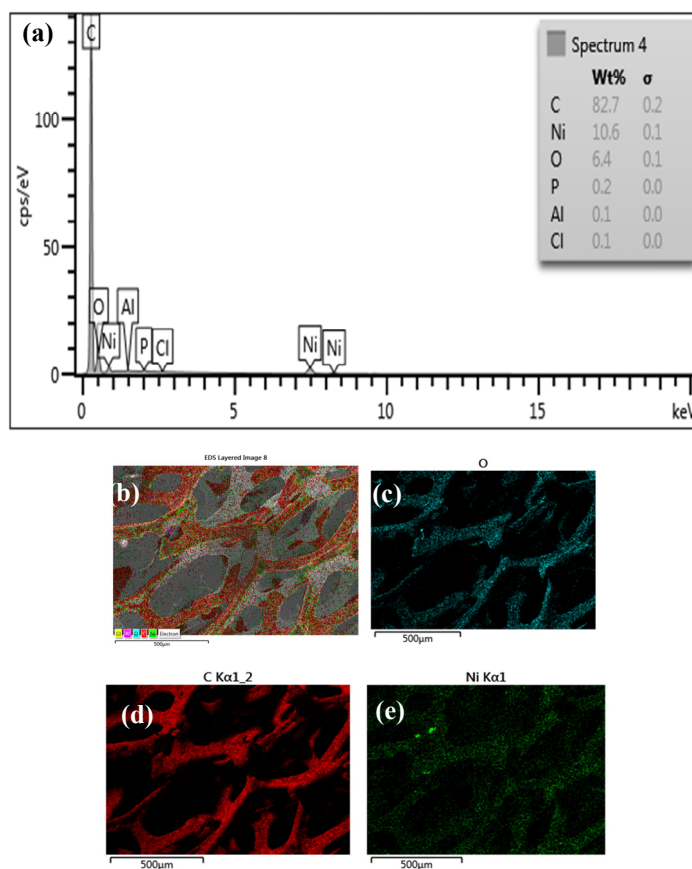 (a)
C
Spectrum 4
Wt% σ
C 82.7 0.2
Ni 10.6 0.1
O 6.4 0.1
P 0.2 0.0
Al 0.1 0.0
Cl 0.1 0.0
cps/eV
100
50
0
O
Al
Ni
P
Cl
Ni
Ni
0
5
10
15
keV
EDS Layered Image 8
(b)
Electron
500µm
O
(c)
500µm
C Kα1_2
(d)
500µm
Ni Kα1
(e)
500µm